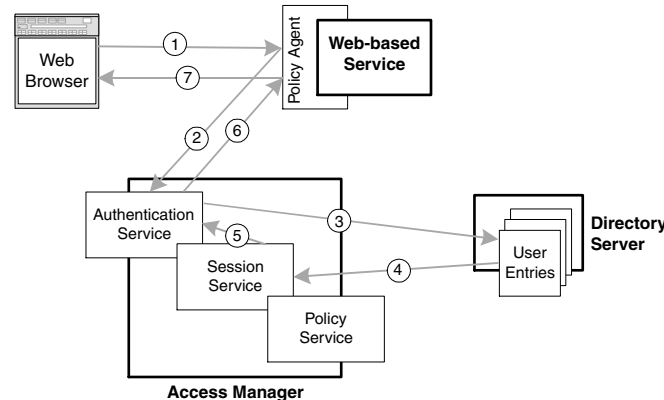 Web
Browser
1
7
Policy Agent
Web-based
Service
2
6
Authentication
Service
3
5
Session
Service
4
User
Entries
Directory
Server
Policy
Service
Access Manager